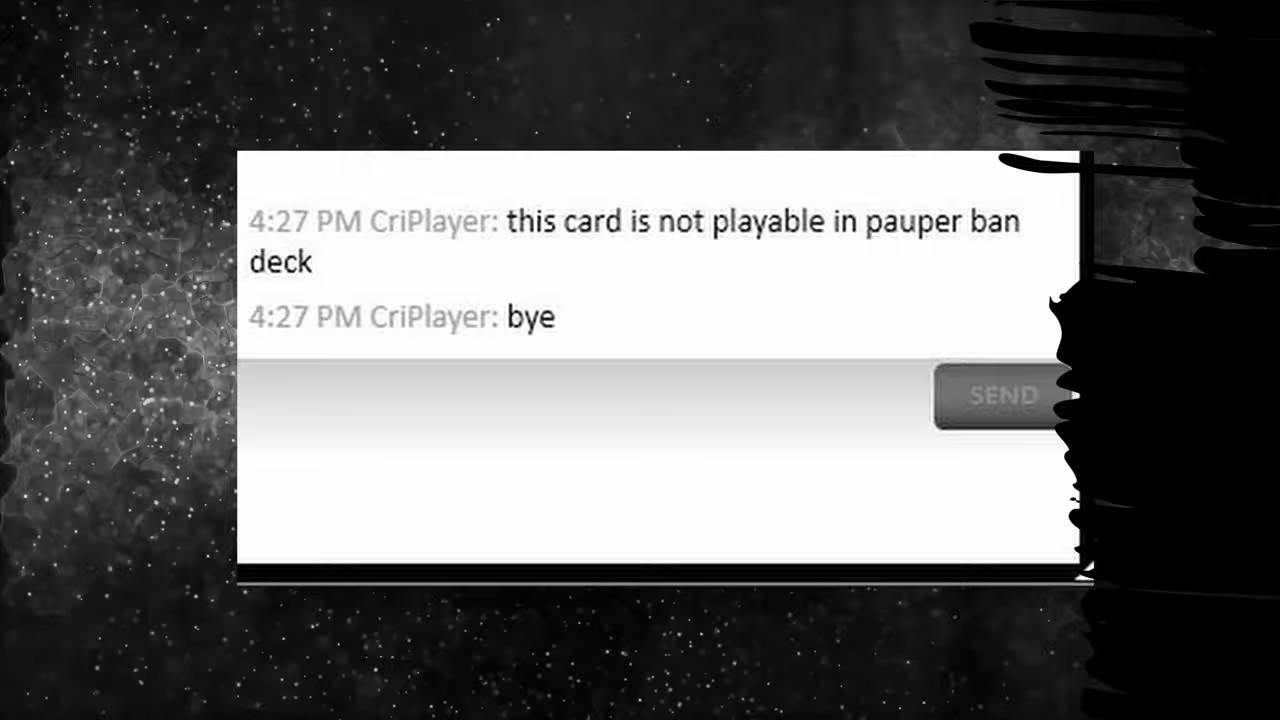 4:27 PM CriPlayer: this card is not playable in pauper ban
deck
4:27 PM CriPlayer: bye
SEND